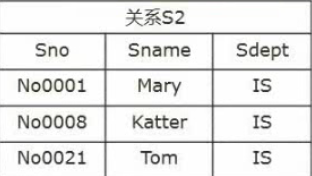 关系S2
Sno Sname Sdept
No0001 Mary IS
No0008 Katter IS
No0021 Tom IS